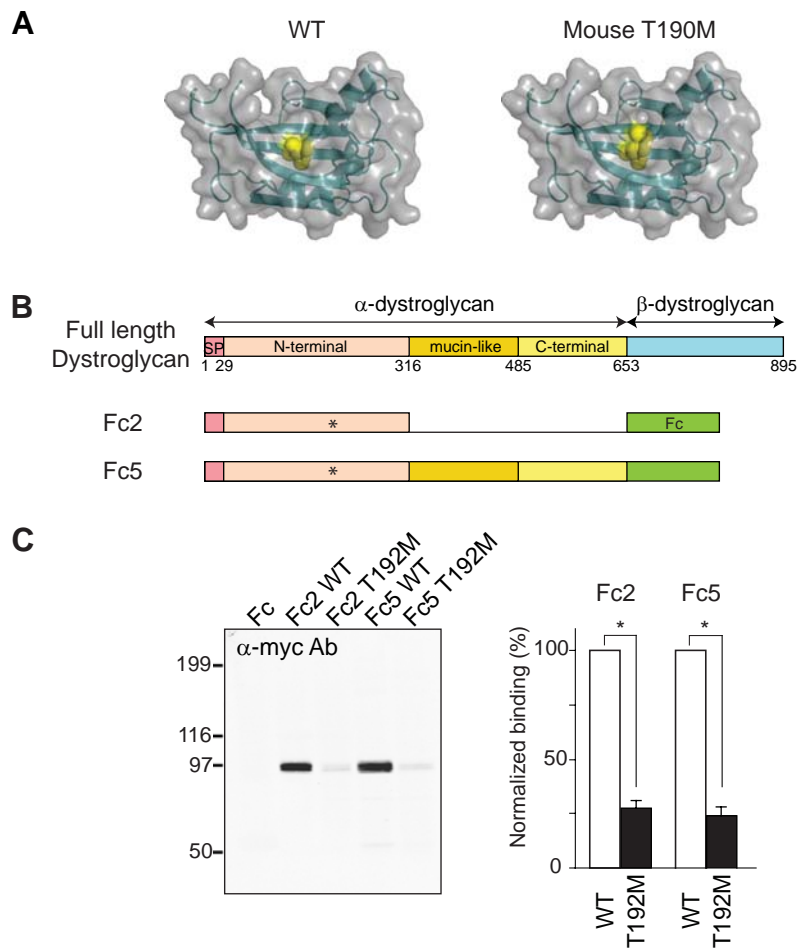 A
WT
Mouse T190M
B
α-dystroglycan
β-dystroglycan
Full length
Dystroglycan
SP
N-terminal
mucin-like
C-terminal
1 29 316 485 653 895
Fc2
*
Fc
Fc5
*
C
Fc
Fc2 WT
Fc2 T192M
Fc5 WT
Fc5 T192M
α-myc Ab
199
116
97
50
Fc2
Fc5
*
*
Normalized binding (%)
100
50
0
WT
T192M
WT
T192M